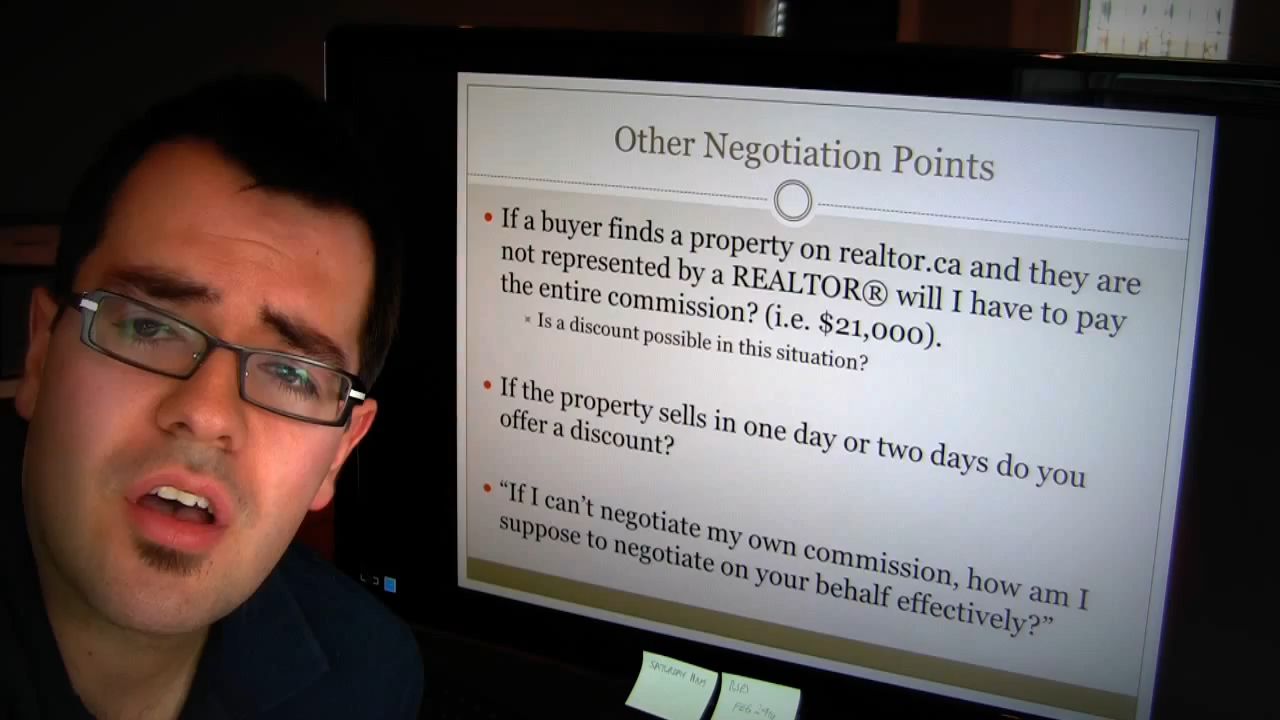 Other Negotiation Points
• If a buyer finds a property on realtor.ca and they are
not represented by a REALTOR® will I have to pay
the entire commission? (i.e. $21,000).
Is a discount possible in this situation?
• If the property sells in one day or two days do you
offer a discount?
• “If I can’t negotiate my own commission, how am I
suppose to negotiate on your behalf effectively?”
SATURDAY